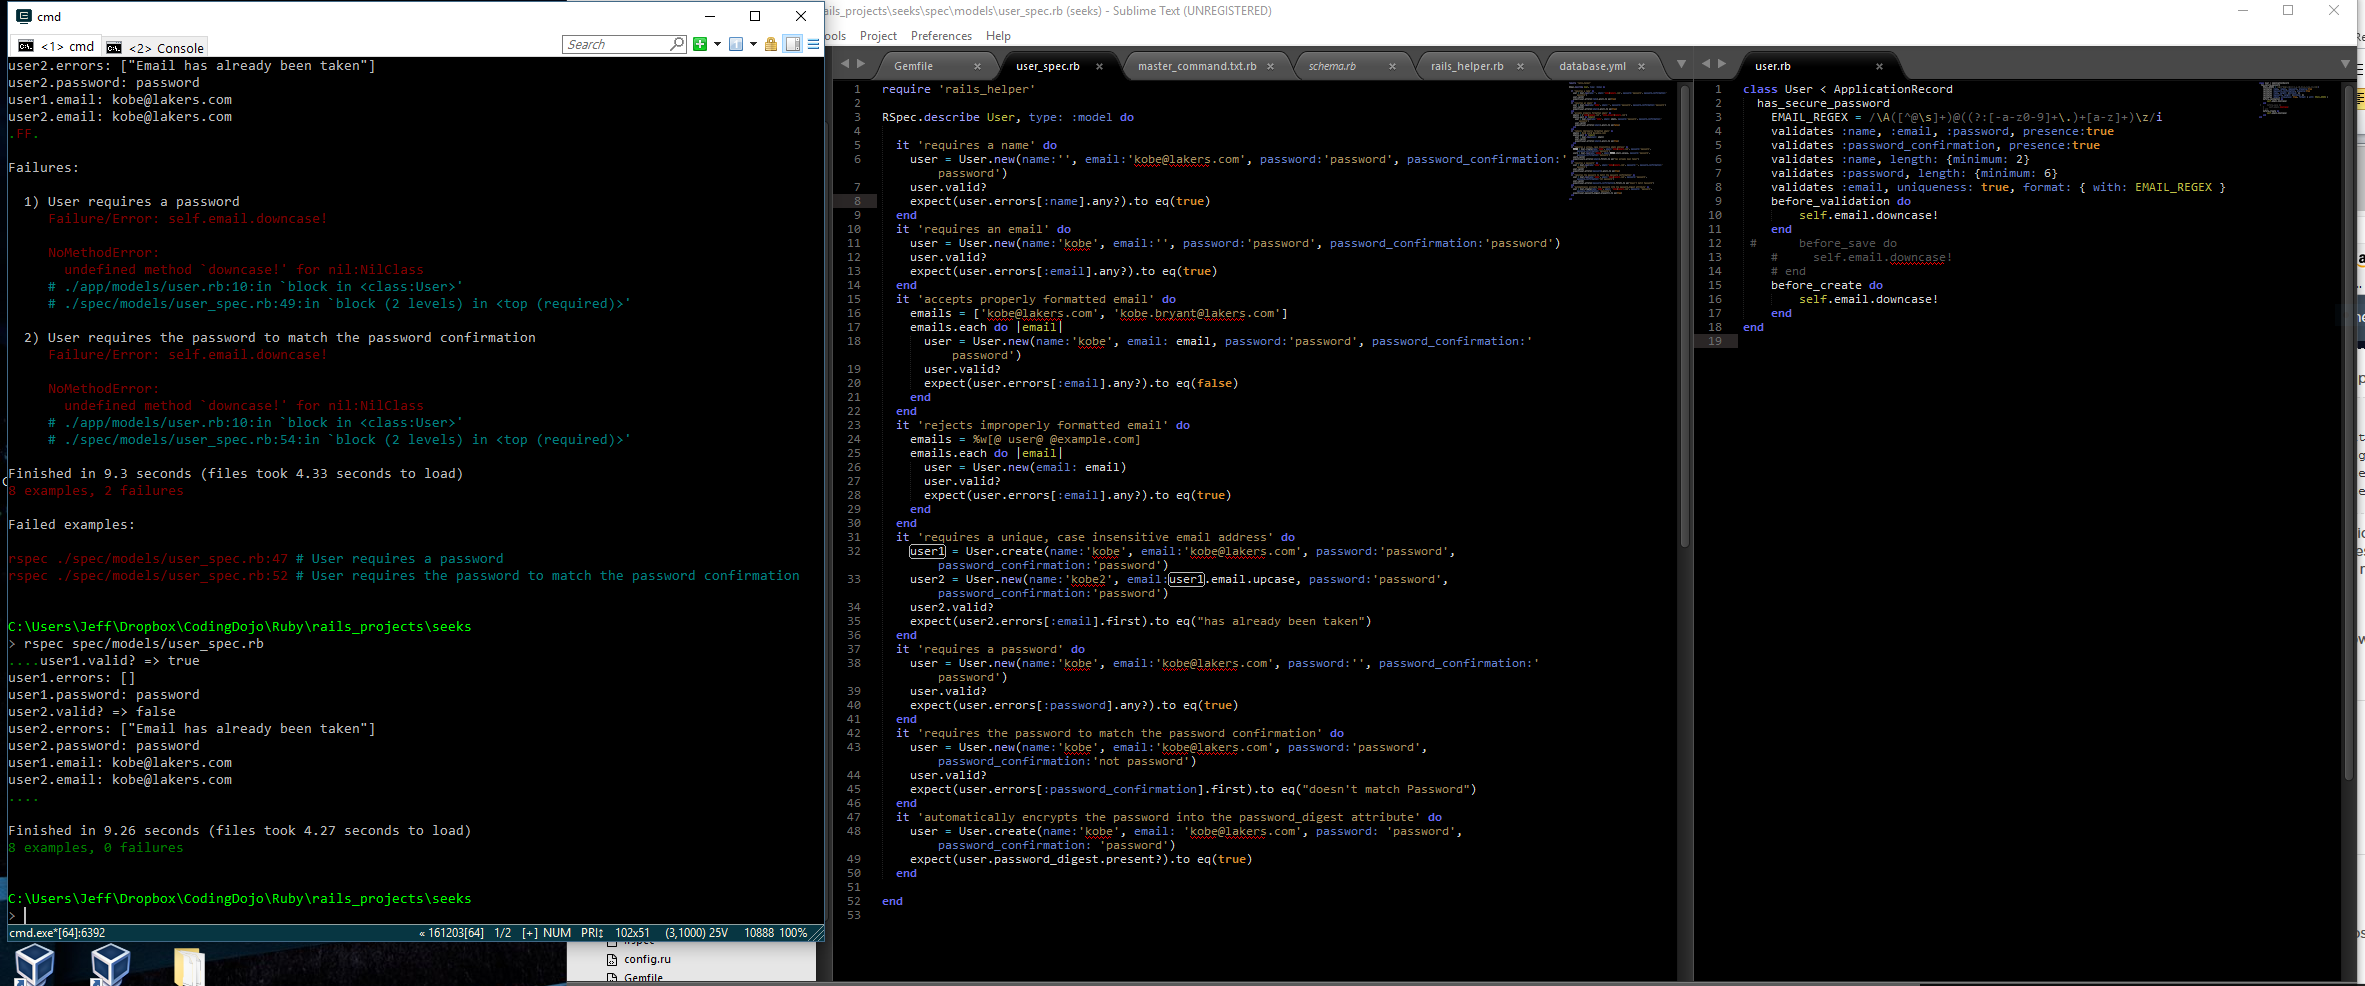 cmd
<1> cmd
<2> Console
Search
user2.errors: ["Email has already been taken"]
user2.password: password
user1.email: kobe@lakers.com
user2.email: kobe@lakers.com
.FF.
Failures:
1) User requires a password
Failure/Error: self.email.downcase!
NoMethodError:
undefined method `downcase!' for nil:NilClass
# ./app/models/user.rb:10:in `block in <class:User>'
# ./spec/models/user_spec.rb:49:in `block (2 levels) in <top (required)>'
2) User requires the password to match the password confirmation
Failure/Error: self.email.downcase!
NoMethodError:
undefined method `downcase!' for nil:NilClass
# ./app/models/user.rb:10:in `block in <class:User>'
# ./spec/models/user_spec.rb:54:in `block (2 levels) in <top (required)>'
Finished in 9.3 seconds (files took 4.33 seconds to load)
8 examples, 2 failures
Failed examples:
rspec ./spec/models/user_spec.rb:47 # User requires a password
rspec ./spec/models/user_spec.rb:52 # User requires the password to match the password confirmation
C:\Users\Jeff\Dropbox\CodingDojo\Ruby\rails_projects\seeks
> rspec spec/models/user_spec.rb
....user1.valid? => true
user1.errors: []
user1.password: password
user2.valid? => false
user2.errors: ["Email has already been taken"]
user2.password: password
user1.email: kobe@lakers.com
user2.email: kobe@lakers.com
....
Finished in 9.26 seconds (files took 4.27 seconds to load)
8 examples, 0 failures
C:\Users\Jeff\Dropbox\CodingDojo\Ruby\rails_projects\seeks
>
cmd.exe*[64]:6392 « 161203[64] 1/2 [+] NUM PRI↕ 102x51 (3,1000) 25V 10888 100%
config.ru
Gemfile
ails_projects\seeks\spec\models\user_spec.rb (seeks) - Sublime Text (UNREGISTERED)
ools Project Preferences Help
Gemfile user_spec.rb master_command.txt.rb schema.rb rails_helper.rb database.yml
1 require 'rails_helper'
2
3 RSpec.describe User, type: :model do
4
5 it 'requires a name' do
6 user = User.new(name:'', email:'kobe@lakers.com', password:'password', password_confirmation:'
password')
7 user.valid?
8 expect(user.errors[:name].any?).to eq(true)
9 end
10 it 'requires an email' do
11 user = User.new(name:'kobe', email:'', password:'password', password_confirmation:'password')
12 user.valid?
13 expect(user.errors[:email].any?).to eq(true)
14 end
15 it 'accepts properly formatted email' do
16 emails = ['kobe@lakers.com', 'kobe.bryant@lakers.com']
17 emails.each do |email|
18 user = User.new(name:'kobe', email: email, password:'password', password_confirmation:'
password')
19 user.valid?
20 expect(user.errors[:email].any?).to eq(false)
21 end
22 end
23 it 'rejects improperly formatted email' do
24 emails = %w[@ user@ @example.com]
25 emails.each do |email|
26 user = User.new(email: email)
27 user.valid?
28 expect(user.errors[:email].any?).to eq(true)
29 end
30 end
31 it 'requires a unique, case insensitive email address' do
32 user1 = User.create(name:'kobe', email:'kobe@lakers.com', password:'password',
password_confirmation:'password')
33 user2 = User.new(name:'kobe2', email:user1.email.upcase, password:'password',
password_confirmation:'password')
34 user2.valid?
35 expect(user2.errors[:email].first).to eq("has already been taken")
36 end
37 it 'requires a password' do
38 user = User.new(name:'kobe', email:'kobe@lakers.com', password:'', password_confirmation:'
password')
39 user.valid?
40 expect(user.errors[:password].any?).to eq(true)
41 end
42 it 'requires the password to match the password confirmation' do
43 user = User.new(name:'kobe', email:'kobe@lakers.com', password:'password',
password_confirmation:'not password')
44 user.valid?
45 expect(user.errors[:password_confirmation].first).to eq("doesn't match Password")
46 end
47 it 'automatically encrypts the password into the password_digest attribute' do
48 user = User.create(name:'kobe', email: 'kobe@lakers.com', password: 'password',
password_confirmation: 'password')
49 expect(user.password_digest.present?).to eq(true)
50 end
51
52 end
53
user.rb
1 class User < ApplicationRecord
2 has_secure_password
3 EMAIL_REGEX = /\A([^@\s]+)@((?:[-a-z0-9]+\.)+[a-z]+)\z/i
4 validates :name, :email, :password, presence:true
5 validates :password_confirmation, presence:true
6 validates :name, length: {minimum: 2}
7 validates :password, length: {minimum: 6}
8 validates :email, uniqueness: true, format: { with: EMAIL_REGEX }
9 before_validation do
10 self.email.downcase!
11 end
12 # before_save do
13 # self.email.downcase!
14 # end
15 before_create do
16 self.email.downcase!
17 end
18 end
19